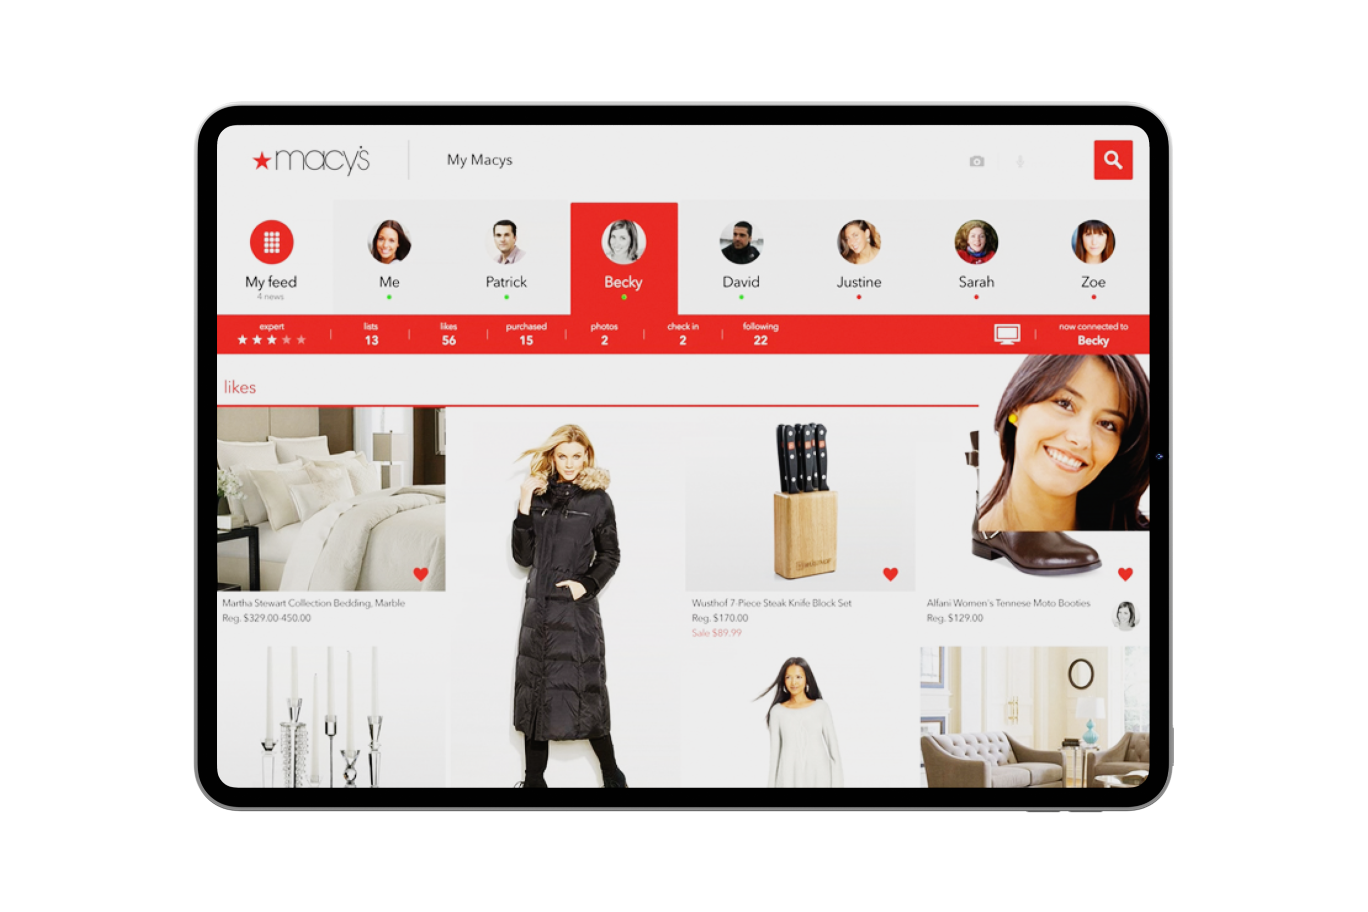 macy's
My Macys
My feed
4 news
Me
Patrick
Becky
David
Justine
Sarah
Zoe
expert
lists
13
likes
56
purchased
15
photos
2
check in
2
following
22
now connected to
Becky
likes
Martha Stewart Collection Bedding, Marble
Reg. $329.00-450.00
Wusthof 7-Piece Steak Knife Block Set
Reg. $170.00
Sale $89.99
Alfani Women's Tennese Moto Booties
Reg. $129.00